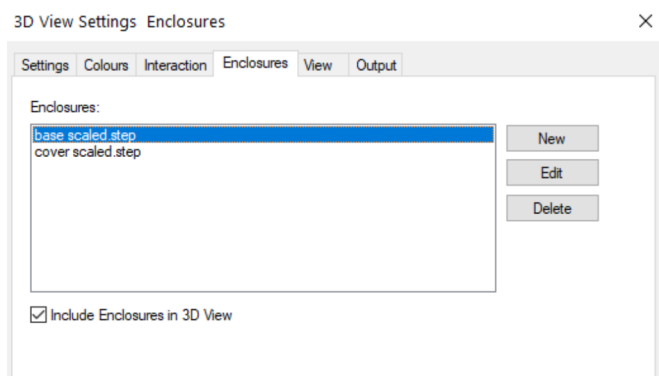 3D View Settings Enclosures
Settings Colours Interaction Enclosures View Output
Enclosures:
base scaled.step
cover scaled.step
New
Edit
Delete
Include Enclosures in 3D View